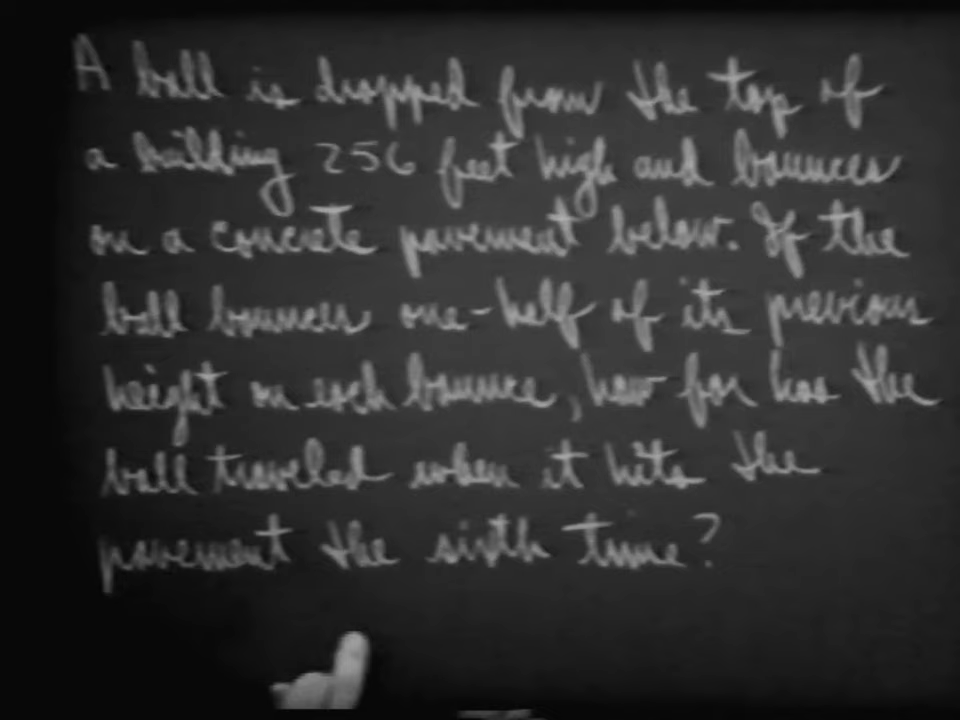 A ball is dropped from the top of
a building 256 feet high and bounces
on a concrete pavement below. If the
ball bounces one-half of its previous
height on each bounce, how far has the
ball traveled when it hits the
pavement the sixth time?